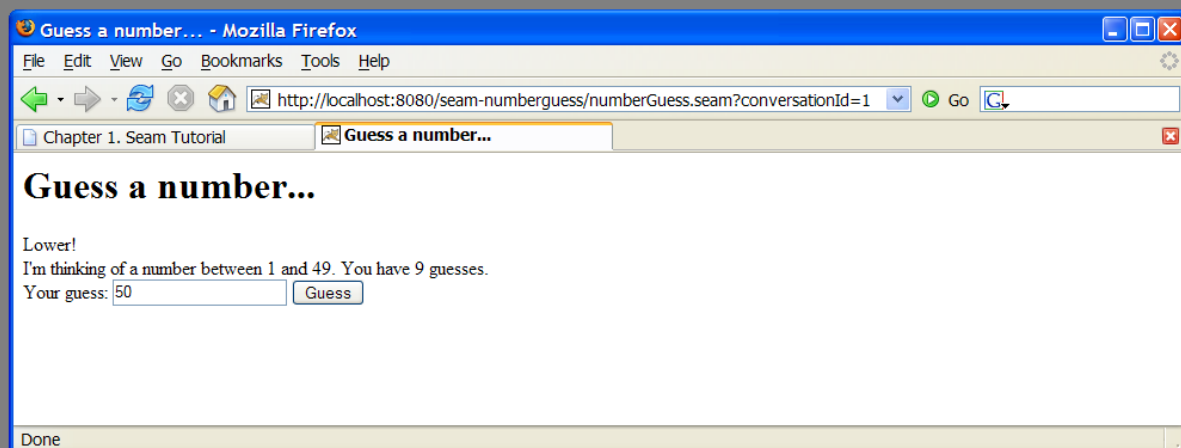 Guess a number... - Mozilla Firefox
File Edit View Go Bookmarks Tools Help
http://localhost:8080/seam-numberguess/numberGuess.seam?conversationId=1 Go G
Chapter 1. Seam Tutorial Guess a number...
Guess a number...
Lower!
I'm thinking of a number between 1 and 49. You have 9 guesses.
Your guess: 50 Guess
Done